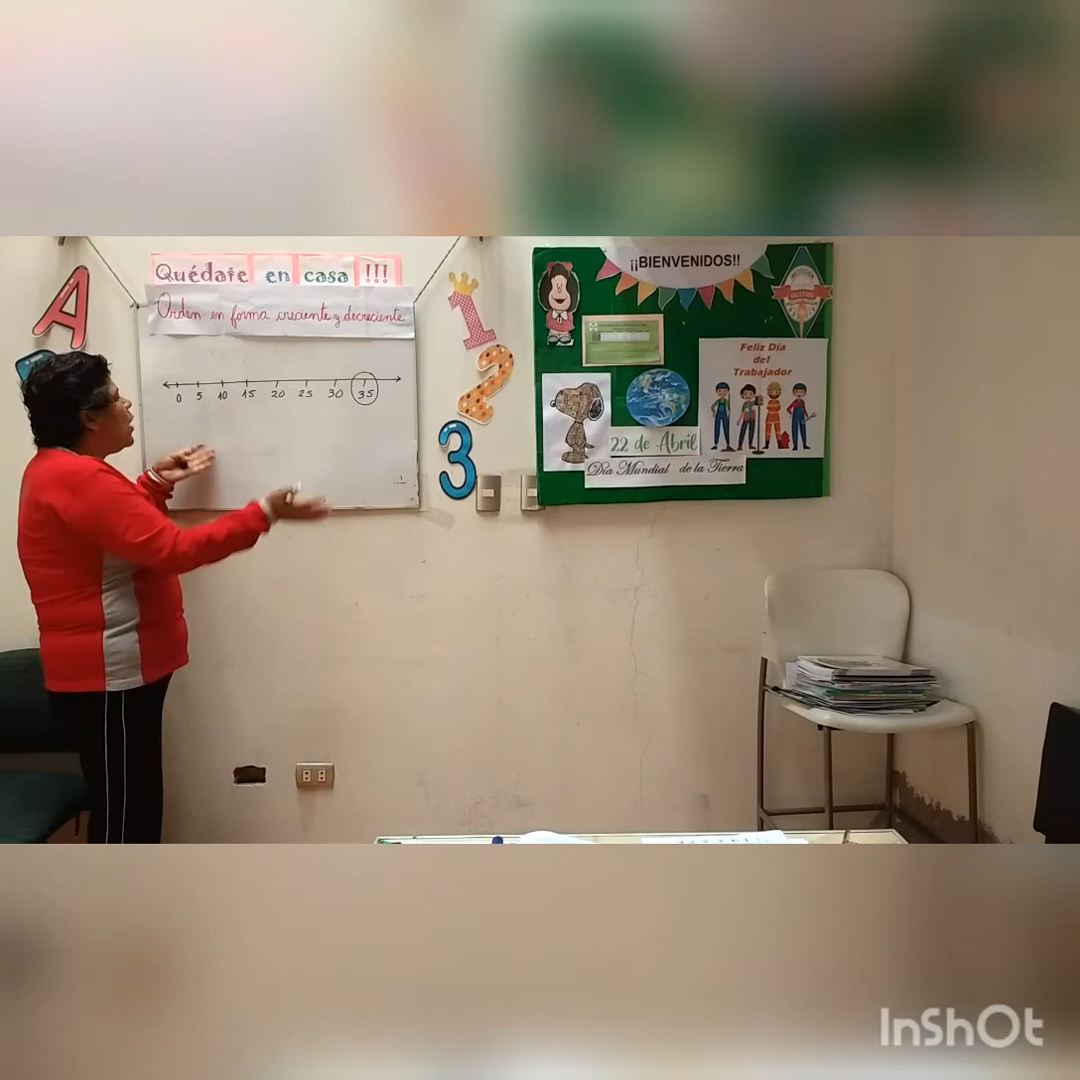 A
Quédate en casa !!!
Orden en forma creciente y decreciente
0 5 10 15 20 25 30 35
1
2
3
¡¡BIENVENIDOS!!
Feliz Día
del
Trabajador
22 de Abril
Día Mundial de la Tierra
InShOt